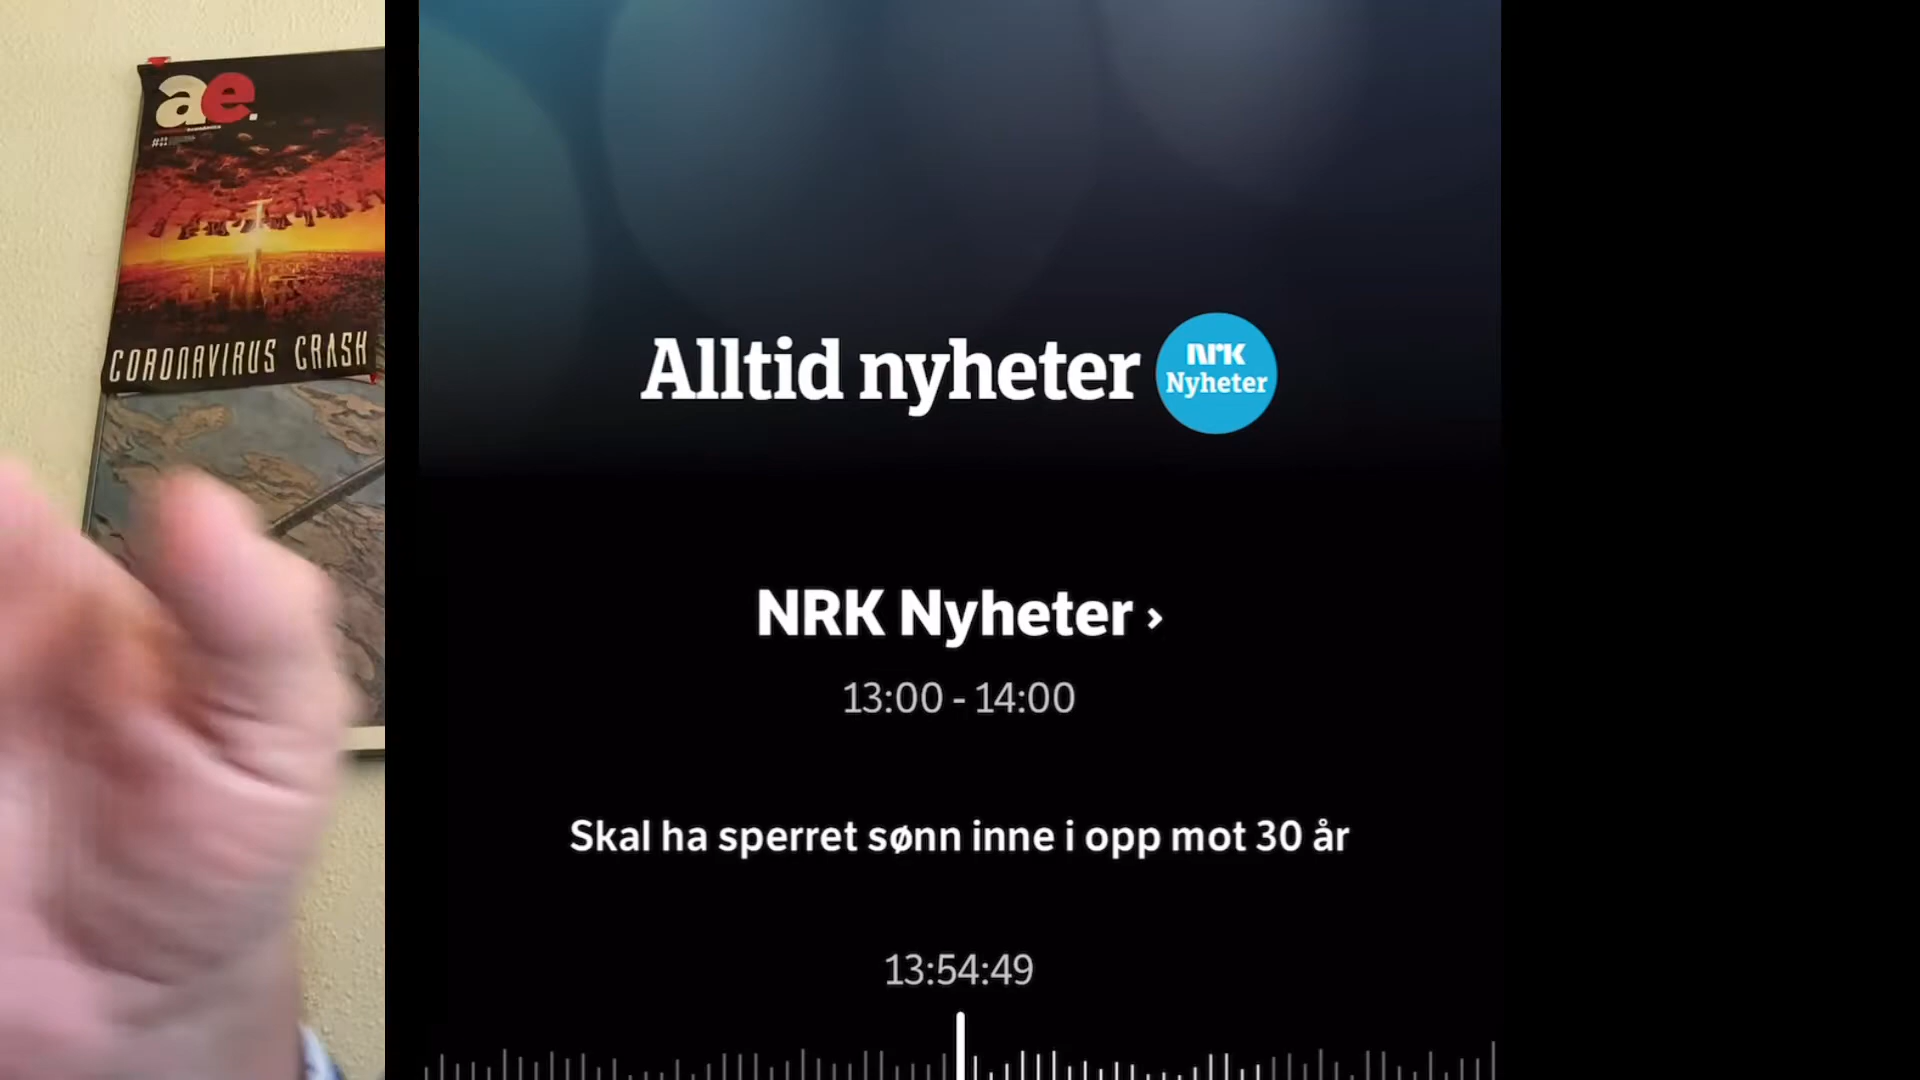 ae.
CORONAVIRUS CRASH
Alltid nyheter
nrk
Nyheter
NRK Nyheter ›
13:00 - 14:00
Skal ha sperret sønn inne i opp mot 30 år
13:54:49